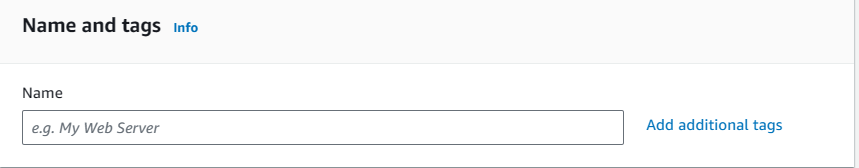 Name and tags Info
Name
e.g. My Web Server
Add additional tags